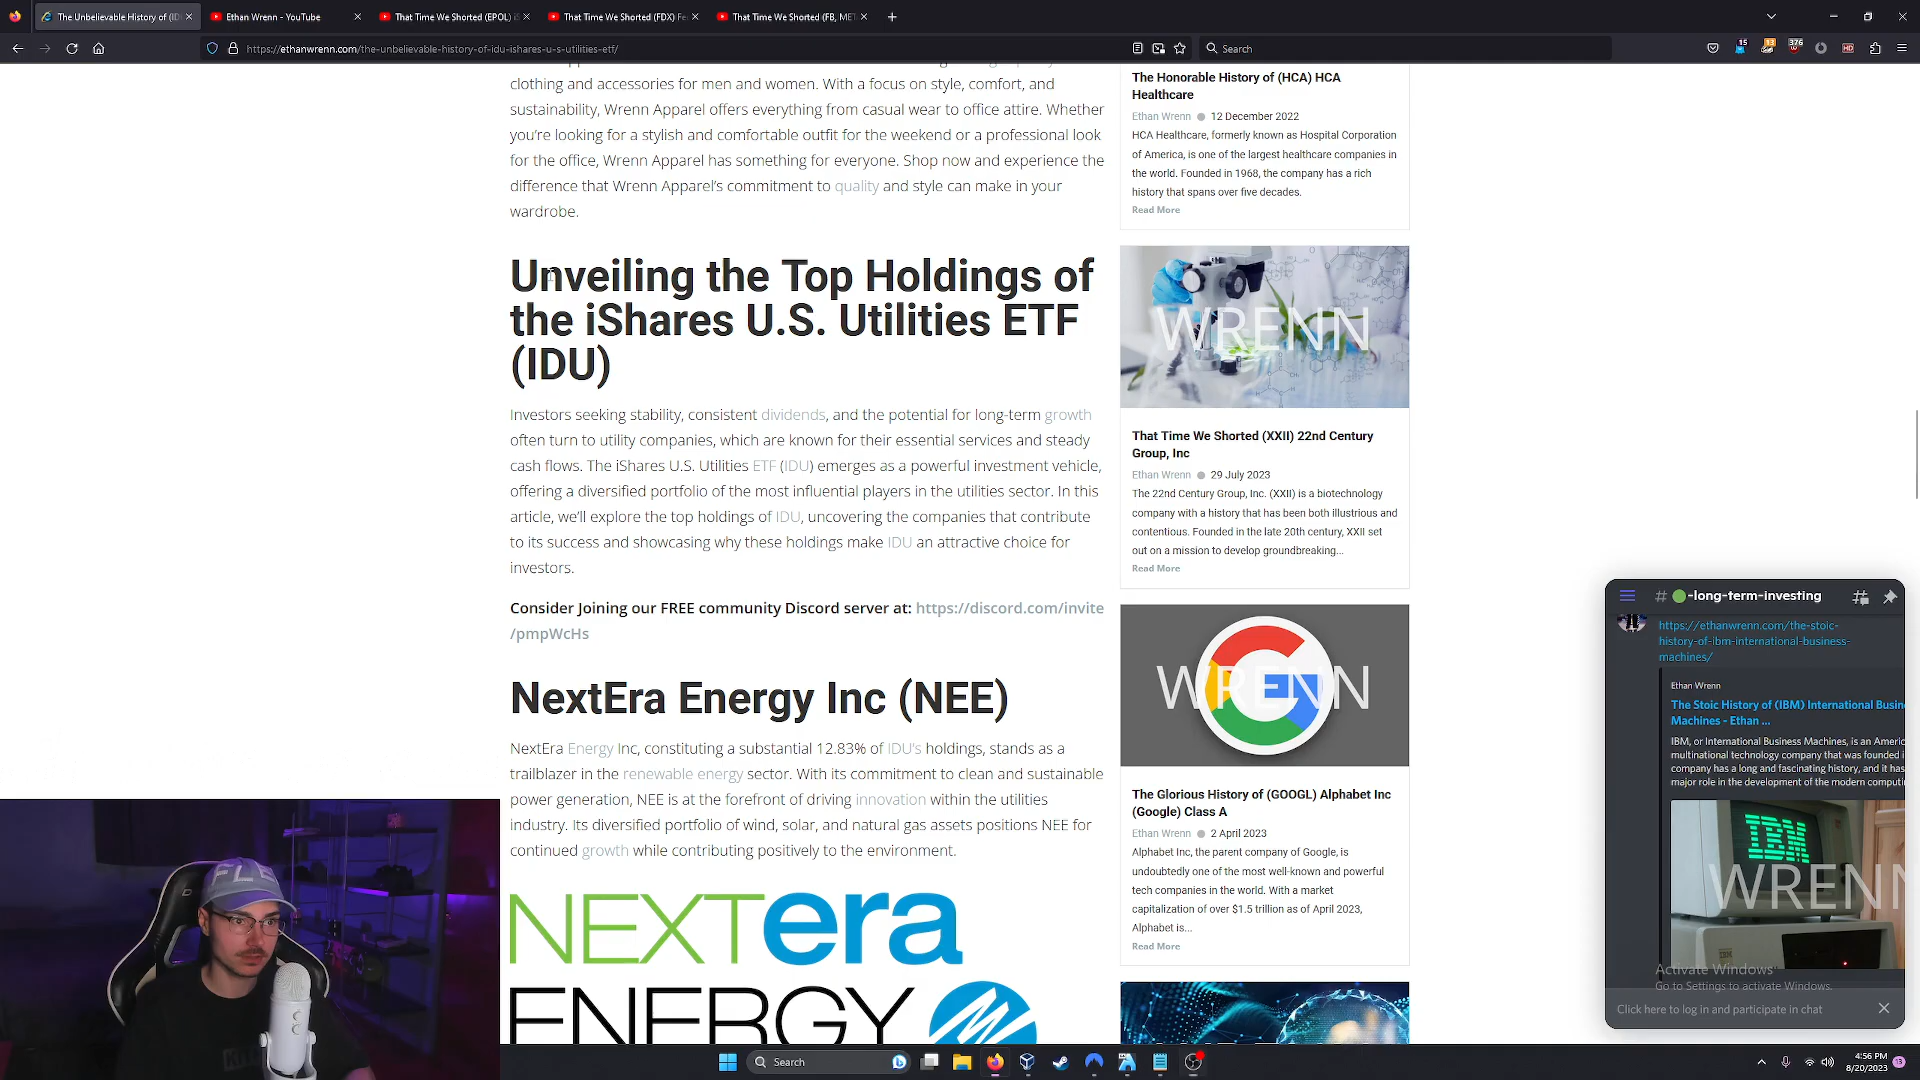 The Unbelievable History of (ID
Ethan Wrenn - YouTube
That Time We Shorted (EPOL) i
That Time We Shorted (FDX) Fe
That Time We Shorted (FB, MET
https://ethanwrenn.com/the-unbelievable-history-of-idu-ishares-u-s-utilities-etf/
Search
15
13
376
HD
clothing and accessories for men and women. With a focus on style, comfort, and
sustainability, Wrenn Apparel offers everything from casual wear to office attire. Whether
you're looking for a stylish and comfortable outfit for the weekend or a professional look
for the office, Wrenn Apparel has something for everyone. Shop now and experience the
difference that Wrenn Apparel's commitment to quality and style can make in your
wardrobe.
Unveiling the Top Holdings of
the iShares U.S. Utilities ETF
(IDU)
Investors seeking stability, consistent dividends, and the potential for long-term growth
often turn to utility companies, which are known for their essential services and steady
cash flows. The iShares U.S. Utilities ETF (IDU) emerges as a powerful investment vehicle,
offering a diversified portfolio of the most influential players in the utilities sector. In this
article, we'll explore the top holdings of IDU, uncovering the companies that contribute
to its success and showcasing why these holdings make IDU an attractive choice for
investors.
Consider Joining our FREE community Discord server at: https://discord.com/invite
/pmpWcHs
NextEra Energy Inc (NEE)
NextEra Energy Inc, constituting a substantial 12.83% of IDU's holdings, stands as a
trailblazer in the renewable energy sector. With its commitment to clean and sustainable
power generation, NEE is at the forefront of driving innovation within the utilities
industry. Its diversified portfolio of wind, solar, and natural gas assets positions NEE for
continued growth while contributing positively to the environment.
NEXTera
ENERGY
The Honorable History of (HCA) HCA
Healthcare
Ethan Wrenn 12 December 2022
HCA Healthcare, formerly known as Hospital Corporation
of America, is one of the largest healthcare companies in
the world. Founded in 1968, the company has a rich
history that spans over five decades.
Read More
WRENN
That Time We Shorted (XXII) 22nd Century
Group, Inc
Ethan Wrenn 29 July 2023
The 22nd Century Group, Inc. (XXII) is a biotechnology
company with a history that has been both illustrious and
contentious. Founded in the late 20th century, XXII set
out on a mission to develop groundbreaking...
Read More
WRENN
The Glorious History of (GOOGL) Alphabet Inc
(Google) Class A
Ethan Wrenn 2 April 2023
Alphabet Inc, the parent company of Google, is
undoubtedly one of the most well-known and powerful
tech companies in the world. With a market
capitalization of over $1.5 trillion as of April 2023,
Alphabet is...
Read More
# -long-term-investing
https://ethanwrenn.com/the-stoic-
history-of-ibm-international-business-
machines/
Ethan Wrenn
The Stoic History of (IBM) International Busin
Machines - Ethan ...
IBM, or International Business Machines, is an Americ
multinational technology company that was founded i
company has a long and fascinating history, and it has
major role in the development of the modern computi
IBM
WRENN
Activate Windows
Go to Settings to activate Windows.
Click here to log in and participate in chat
Search
4:56 PM
8/20/2023
13